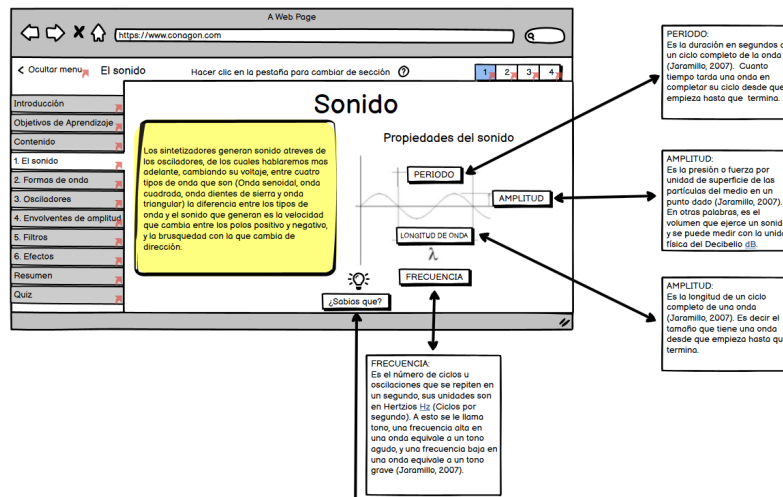 A Web Page
https://www.conagon.com
Ocultar menu
El sonido
Hacer clic en la pestaña para cambiar de sección
?
1 2 3 4
Introducción
Objetivos de Aprendizaje
Contenido
1. El sonido
2. Formas de onda
3. Osciladores
4. Envolventes de amplitud
5. Filtros
6. Efectos
Resumen
Quiz
Sonido
Los sintetizadores generan sonido atreves de
los osciladores, de los cuales hablaremos mas
adelante, cambiando su voltaje, entre cuatro
tipos de onda que son (Onda senoidal, onda
cuadrada, onda dientes de sierra y onda
triangular) la diferencia entre los tipos de
onda y el sonido que generan es la velocidad
que cambia entre los polos positivo y negativo,
y la brusquedad con la que cambia de
dirección.
Propiedades del sonido
PERIODO
AMPLITUD
LONGITUD DE ONDA
λ
FRECUENCIA
¿Sabias que?
PERIODO:
Es la duración en segundos d
un ciclo completo de la onda
(Jaramillo, 2007). Cuanto
tiempo tarda una onda en
completar su ciclo desde que
empieza hasta que termina.
AMPLITUD:
Es la presión o fuerza por
unidad de superficie de las
partículas del medio en un
punto dado (Jaramillo, 2007).
En otras palabras, es el
volumen que ejerce un sonid
y se puede medir con la unida
física del Decibelio dB.
AMPLITUD:
Es la longitud de un ciclo
completo de una onda
(Jaramillo, 2007). Es decir el
tamaño que tiene una onda
desde que empieza hasta qu
termina.
FRECUENCIA:
Es el número de ciclos u
oscilaciones que se repiten en
un segundo, sus unidades son
en Hertzios Hz (Ciclos por
segundo). A esto se le llama
tono, una frecuencia alta en
una onda equivale a un tono
agudo, y una frecuencia baja en
una onda equivale a un tono
grave (Jaramillo, 2007).